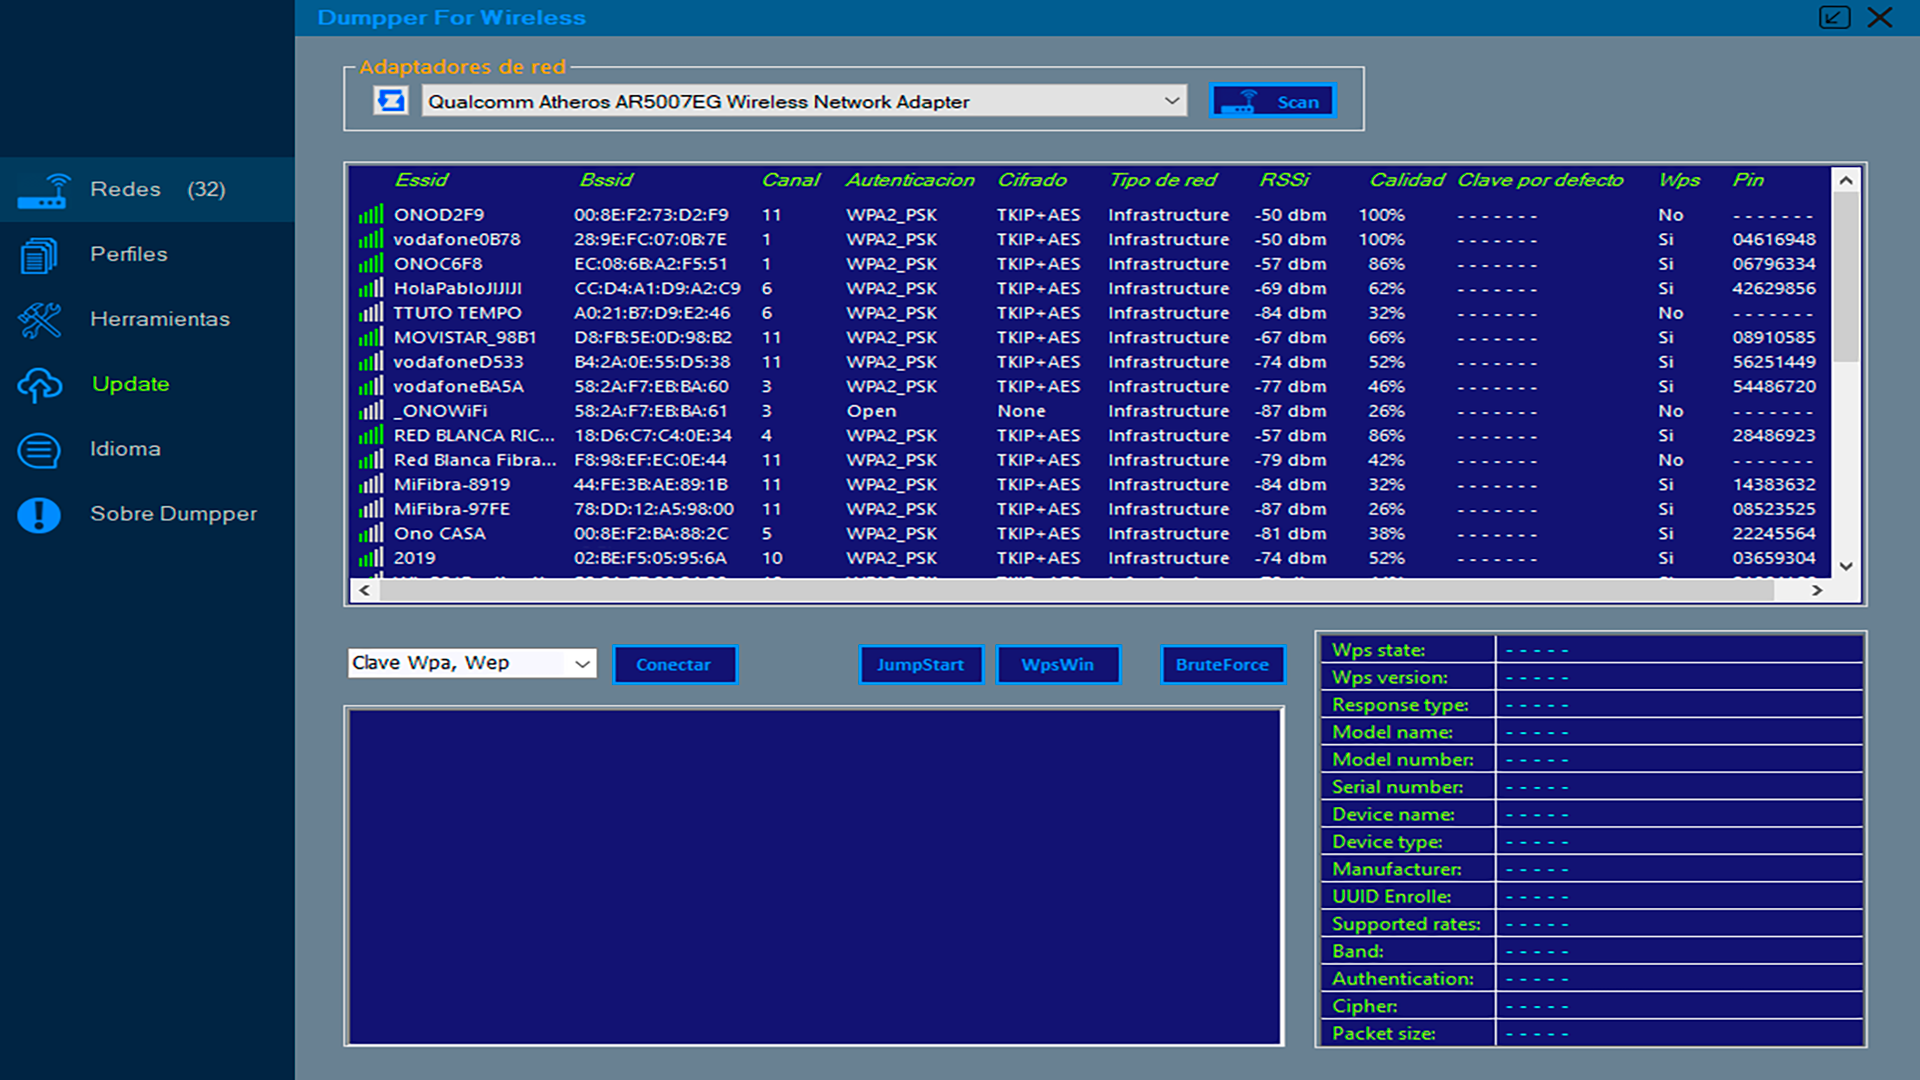 Dumpper For Wireless
Adaptadores de red
Qualcomm Atheros AR5007EG Wireless Network Adapter
Scan
Redes (32)
Perfiles
Herramientas
Update
Idioma
Sobre Dumpper
Essid Bssid Canal Autenticacion Cifrado Tipo de red RSSi Calidad Clave por defecto Wps Pin
ONOD2F9 00:8E:F2:73:D2:F9 11 WPA2_PSK TKIP+AES Infrastructure -50 dbm 100% - - - - - - - No - - - - - - -
vodafone0B78 28:9E:FC:07:0B:7E 1 WPA2_PSK TKIP+AES Infrastructure -50 dbm 100% - - - - - - - Si 04616948
ONOC6F8 EC:08:6B:A2:F5:51 1 WPA2_PSK TKIP+AES Infrastructure -57 dbm 86% - - - - - - - Si 06796334
HolaPabloJIJIJI CC:D4:A1:D9:A2:C9 6 WPA2_PSK TKIP+AES Infrastructure -69 dbm 62% - - - - - - - Si 42629856
TTUTO TEMPO A0:21:B7:D9:E2:46 6 WPA2_PSK TKIP+AES Infrastructure -84 dbm 32% - - - - - - - No - - - - - - -
MOVISTAR_98B1 D8:FB:5E:0D:98:B2 11 WPA2_PSK TKIP+AES Infrastructure -67 dbm 66% - - - - - - - Si 08910585
vodafoneD533 B4:2A:0E:55:D5:38 11 WPA2_PSK TKIP+AES Infrastructure -74 dbm 52% - - - - - - - Si 56251449
vodafoneBA5A 58:2A:F7:EB:BA:60 3 WPA2_PSK TKIP+AES Infrastructure -77 dbm 46% - - - - - - - Si 54486720
_ONOWiFi 58:2A:F7:EB:BA:61 3 Open None Infrastructure -87 dbm 26% - - - - - - - No - - - - - - -
RED BLANCA RIC... 18:D6:C7:C4:0E:34 4 WPA2_PSK TKIP+AES Infrastructure -57 dbm 86% - - - - - - - Si 28486923
Red Blanca Fibra... F8:98:EF:EC:0E:44 11 WPA2_PSK TKIP+AES Infrastructure -79 dbm 42% - - - - - - - No - - - - - - -
MiFibra-8919 44:FE:3B:AE:89:1B 11 WPA2_PSK TKIP+AES Infrastructure -84 dbm 32% - - - - - - - Si 14383632
MiFibra-97FE 78:DD:12:A5:98:00 11 WPA2_PSK TKIP+AES Infrastructure -87 dbm 26% - - - - - - - Si 08523525
Ono CASA 00:8E:F2:BA:88:2C 5 WPA2_PSK TKIP+AES Infrastructure -81 dbm 38% - - - - - - - Si 22245564
2019 02:BE:F5:05:95:6A 10 WPA2_PSK TKIP+AES Infrastructure -74 dbm 52% - - - - - - - Si 03659304
Clave Wpa, Wep
Conectar
JumpStart
WpsWin
BruteForce
Wps state: - - - - -
Wps version: - - - - -
Response type: - - - - -
Model name: - - - - -
Model number: - - - - -
Serial number: - - - - -
Device name: - - - - -
Device type: - - - - -
Manufacturer: - - - - -
UUID Enrolle: - - - - -
Supported rates: - - - - -
Band: - - - - -
Authentication: - - - - -
Cipher: - - - - -
Packet size: - - - - -